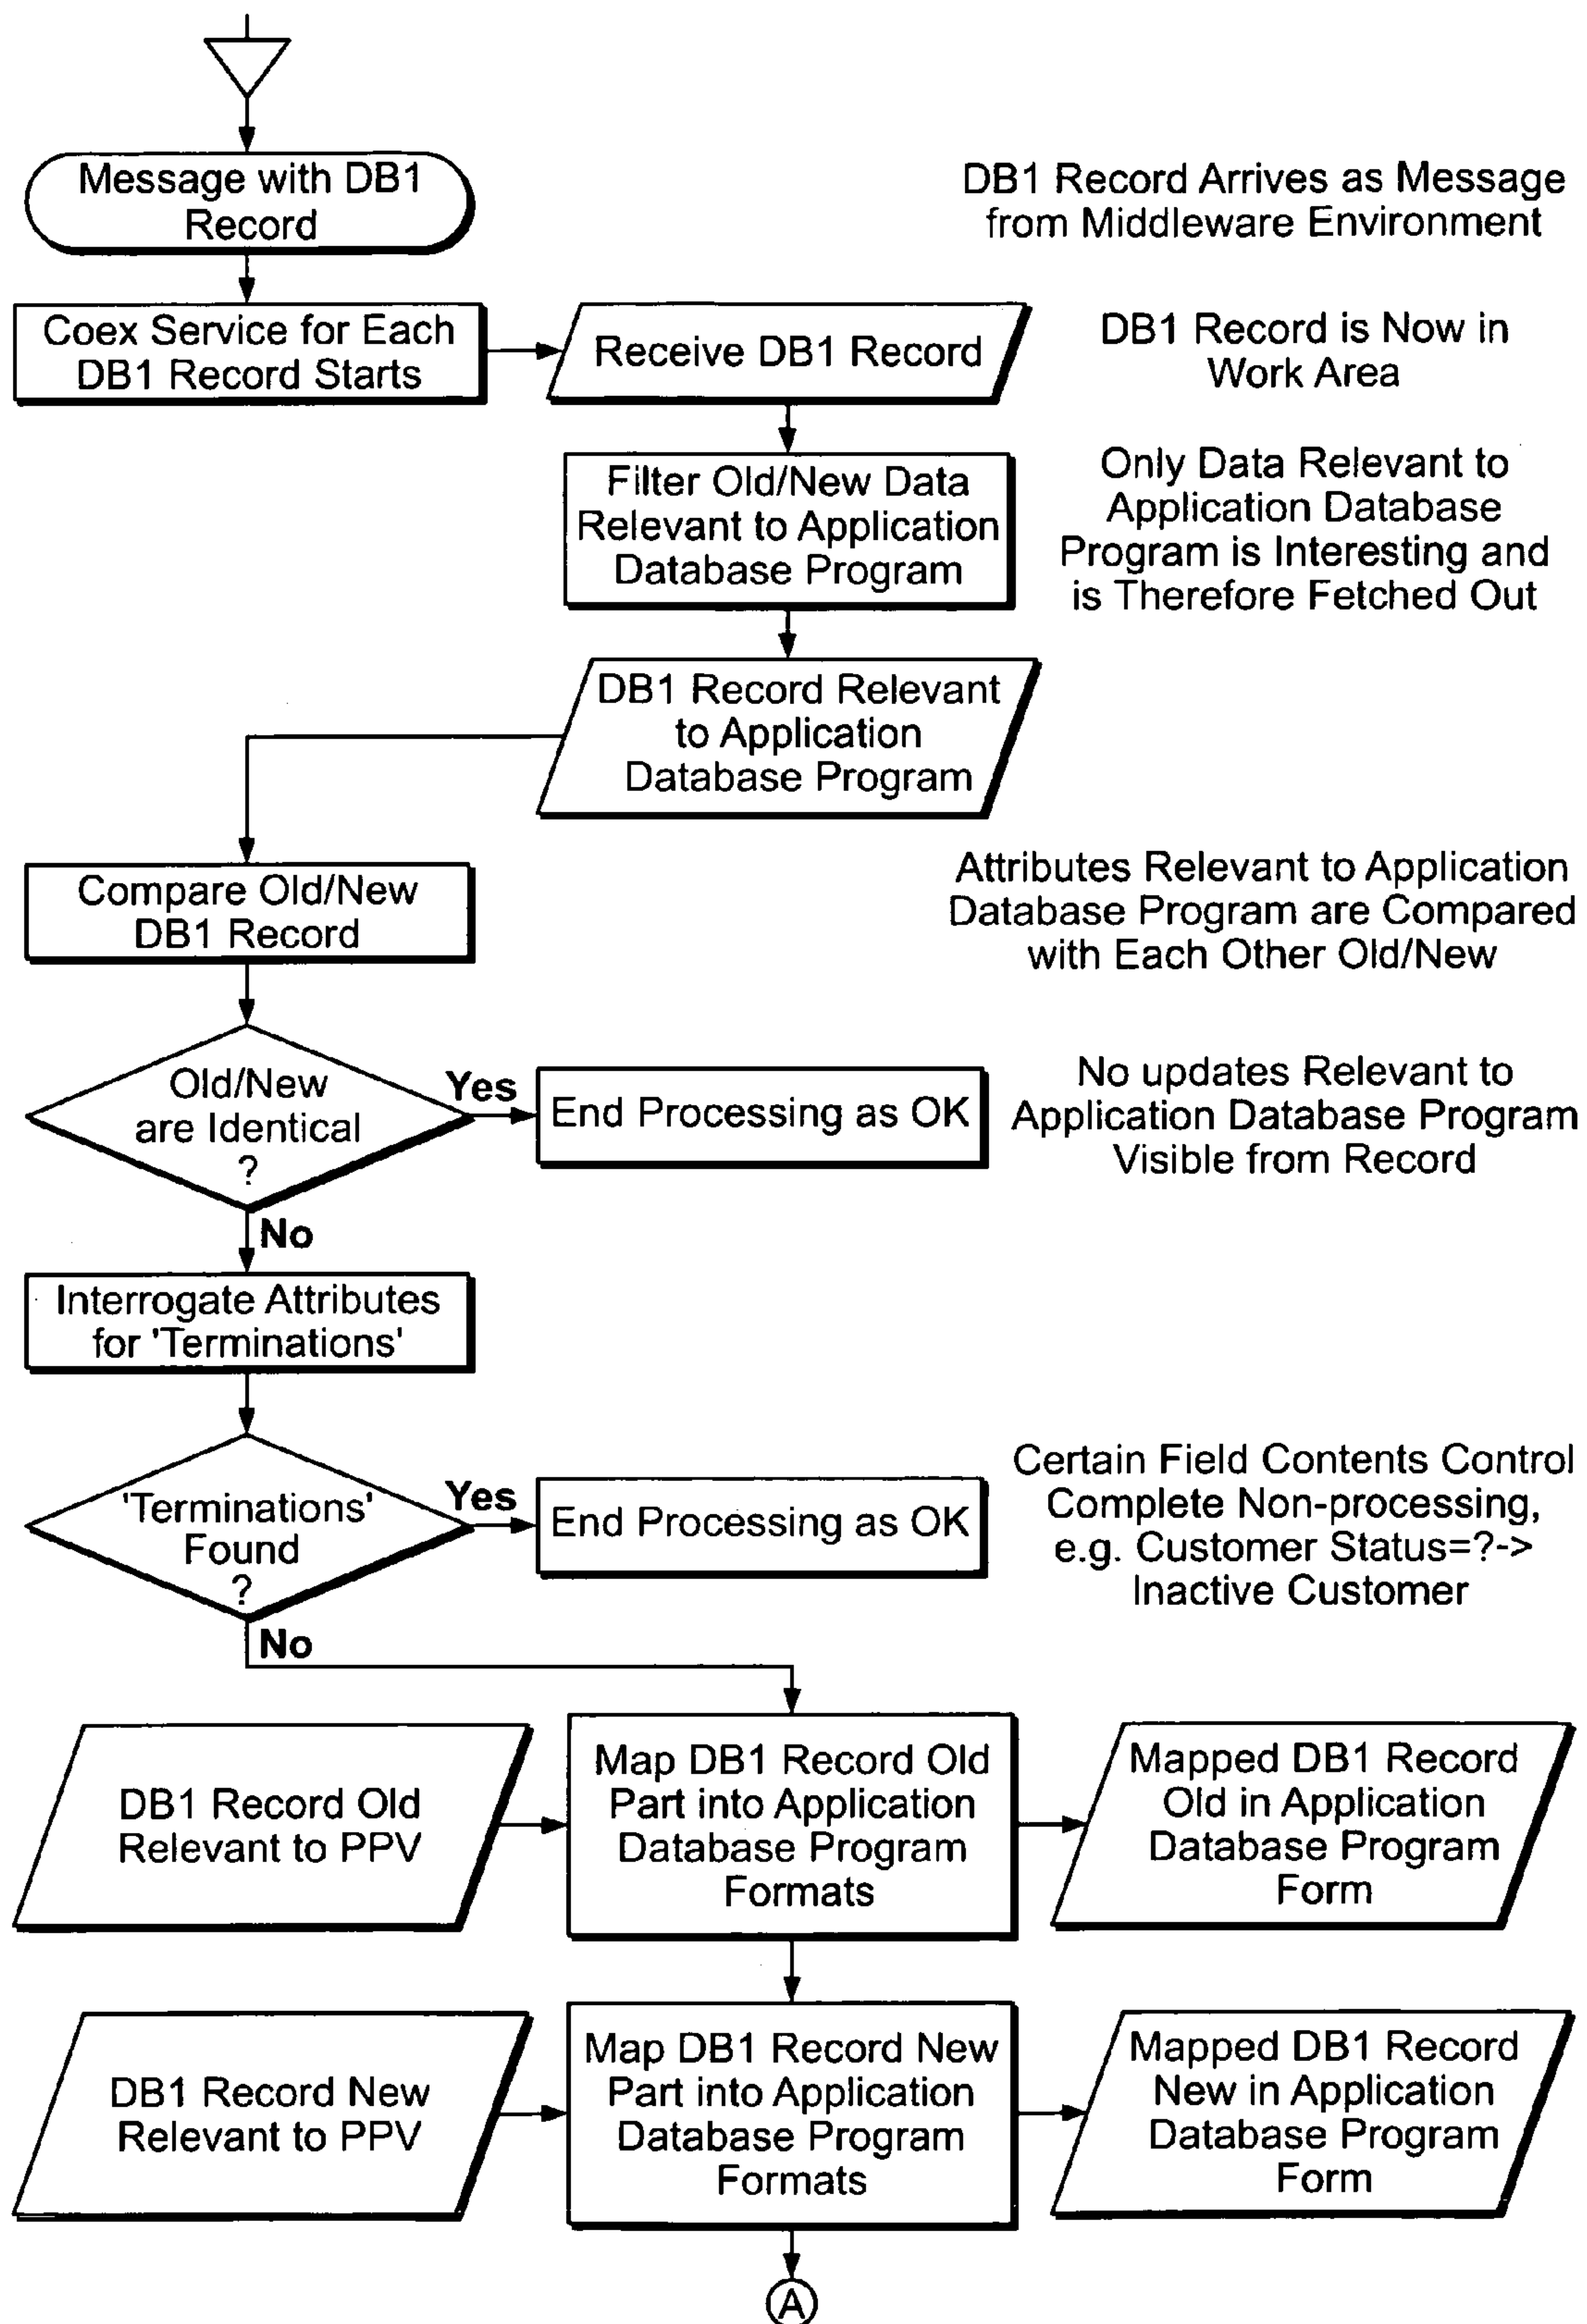 Message with DB1
Record
DB1 Record Arrives as Message
from Middleware Environment
Coex Service for Each
DB1 Record Starts
Receive DB1 Record
DB1 Record is Now in
Work Area
Filter Old/New Data
Relevant to Application
Database Program
Only Data Relevant to
Application Database
Program is Interesting and
is Therefore Fetched Out
DB1 Record Relevant
to Application
Database Program
Compare Old/New
DB1 Record
Attributes Relevant to Application
Database Program are Compared
with Each Other Old/New
Old/New
are Identical
?
Yes
End Processing as OK
No updates Relevant to
Application Database Program
Visible from Record
No
Interrogate Attributes
for 'Terminations'
'Terminations'
Found
?
Yes
End Processing as OK
Certain Field Contents Control
Complete Non-processing,
e.g. Customer Status=?->
Inactive Customer
No
DB1 Record Old
Relevant to PPV
Map DB1 Record Old
Part into Application
Database Program
Formats
Mapped DB1 Record
Old in Application
Database Program
Form
DB1 Record New
Relevant to PPV
Map DB1 Record New
Part into Application
Database Program
Formats
Mapped DB1 Record
New in Application
Database Program
Form
A